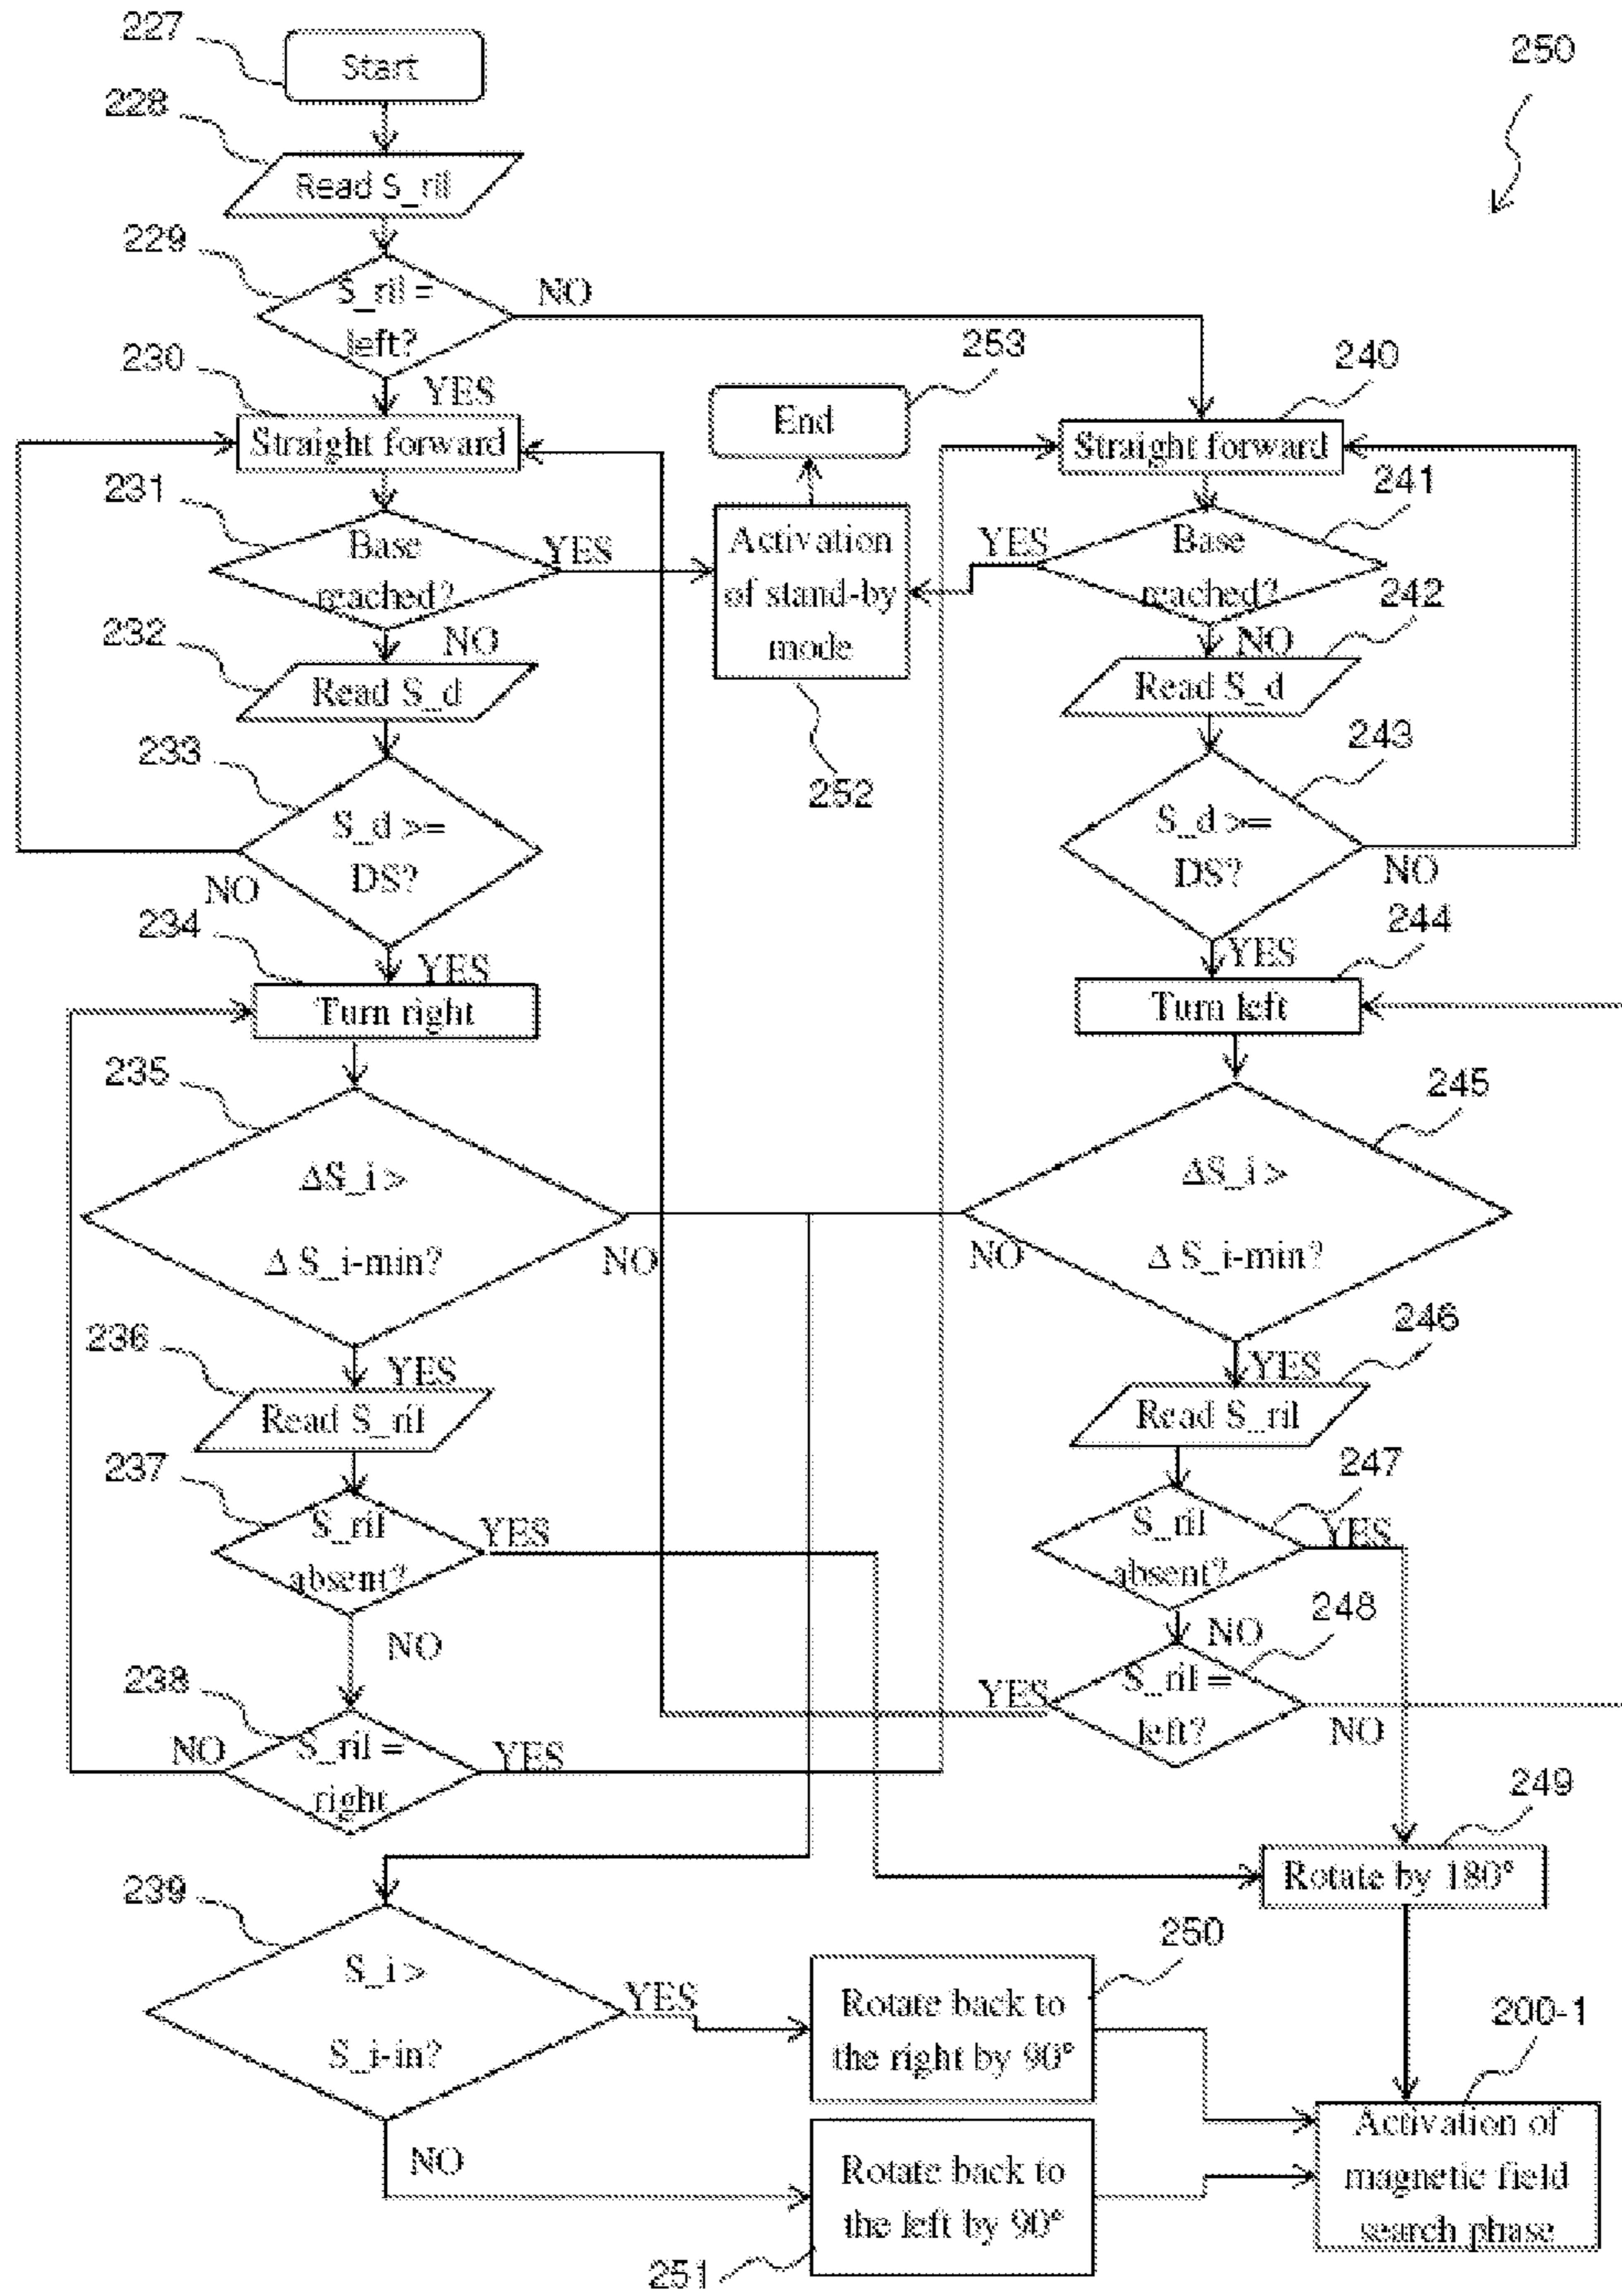 227
Start
250
228
Read S_ril
229
S_ril =
left?
NO
230
YES
253
240
Straight forward
End
Straight forward
231
241
Base
reached?
YES
Activation
of stand-by
mode
YES
Base
reached?
232
NO
242
NO
Read S_d
Read S_d
233
243
252
S_d >=
DS?
NO
S_d >=
DS?
NO
234
YES
244
YES
Turn right
Turn left
235
245
ΔS_i >
Δ S_i-min?
NO
ΔS_i >
Δ S_i-min?
NO
236
YES
246
YES
Read S_ril
Read S_ril
237
247
S_ril
absent?
YES
S_ril
absent?
YES
NO
248
NO
238
S_ril =
left?
YES
NO
NO
S_ril =
right
YES
249
Rotate by 180°
239
250
S_i >
S_i-in?
YES
Rotate back to
the right by 90°
200-1
NO
Rotate back to
the left by 90°
Activation of
magnetic field
search phase
251